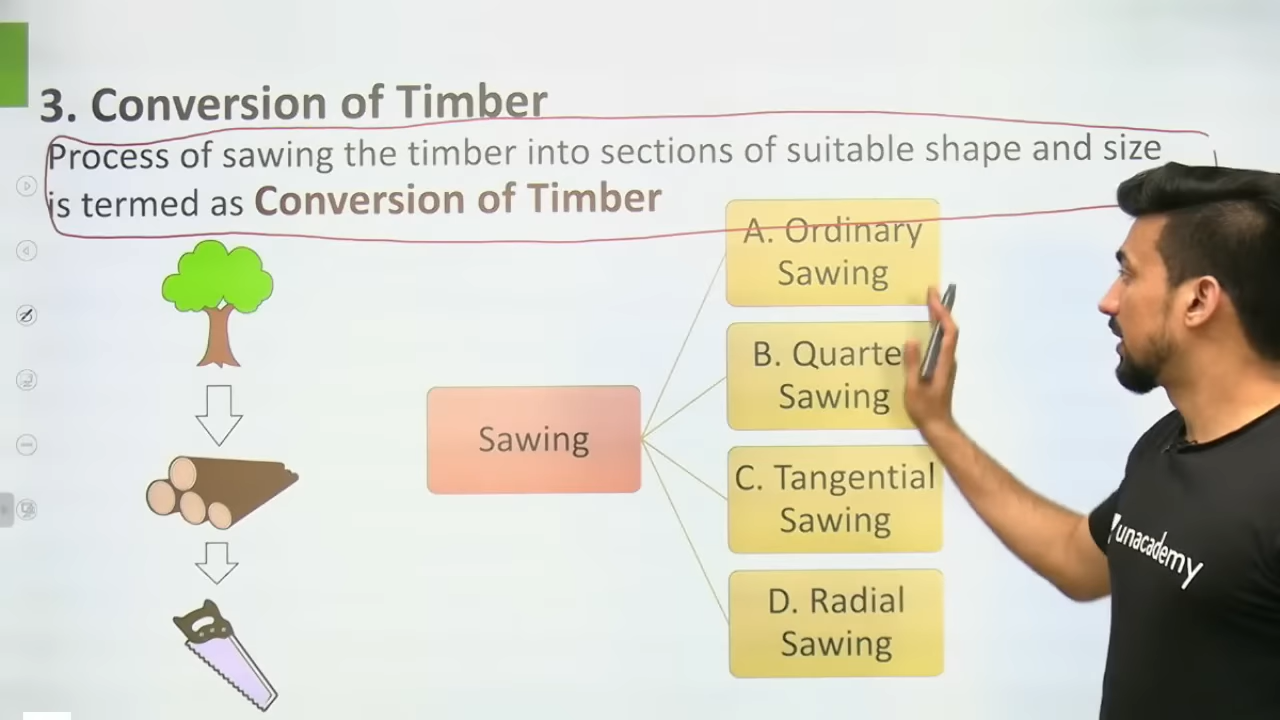 3. Conversion of Timber
Process of sawing the timber into sections of suitable shape and size
is termed as Conversion of Timber
Sawing
A. Ordinary
Sawing
B. Quarte
Sawing
C. Tangential
Sawing
D. Radial
Sawing
unacademy